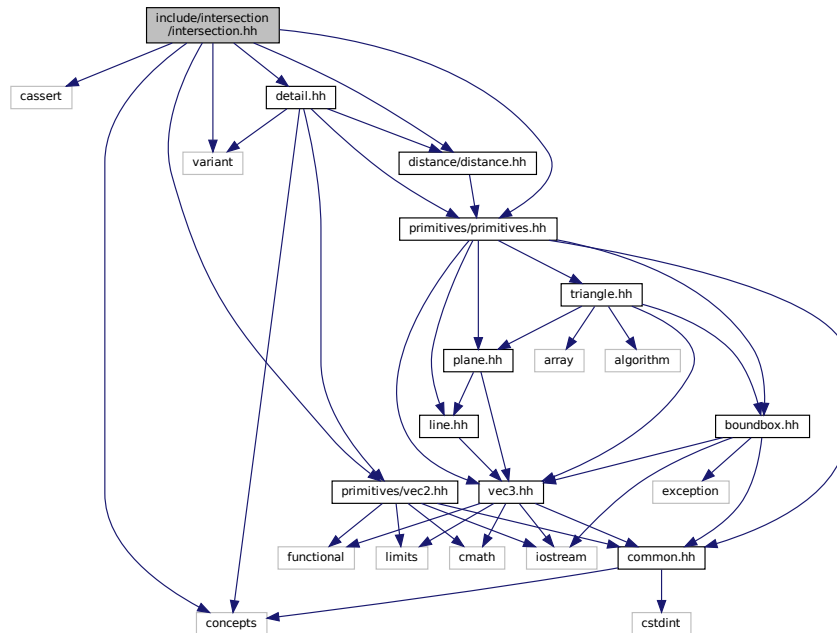 include/intersection
/intersection.hh
cassert
detail.hh
variant
distance/distance.hh
primitives/primitives.hh
triangle.hh
plane.hh
array
algorithm
line.hh
boundbox.hh
primitives/vec2.hh
vec3.hh
exception
functional
limits
cmath
iostream
common.hh
concepts
cstdint